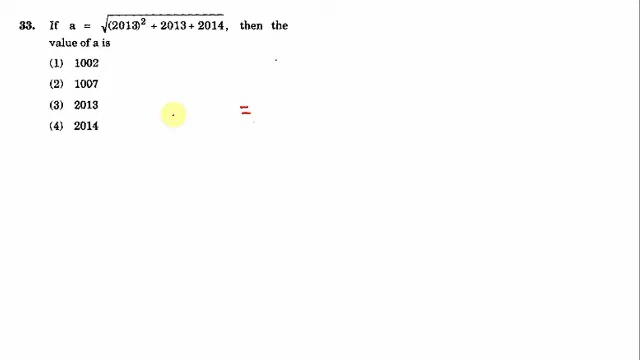 33. If a = √(2013)² + 2013 + 2014, then the
value of a is
(1) 1002
(2) 1007
(3) 2013
(4) 2014
=